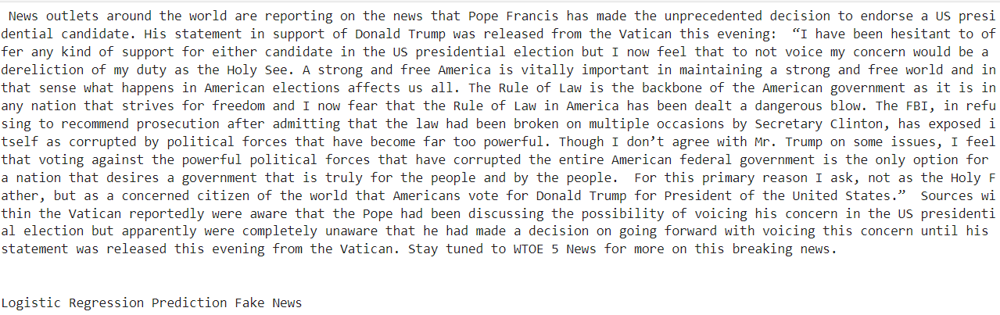 News outlets around the world are reporting on the news that Pope Francis has made the unprecedented decision to endorse a US presi
dential candidate. His statement in support of Donald Trump was released from the Vatican this evening:  “I have been hesitant to of
fer any kind of support for either candidate in the US presidential election but I now feel that to not voice my concern would be a
dereliction of my duty as the Holy See. A strong and free America is vitally important in maintaining a strong and free world and in
that sense what happens in American elections affects us all. The Rule of Law is the backbone of the American government as it is in
any nation that strives for freedom and I now fear that the Rule of Law in America has been dealt a dangerous blow. The FBI, in refu
sing to recommend prosecution after admitting that the law had been broken on multiple occasions by Secretary Clinton, has exposed i
tself as corrupted by political forces that have become far too powerful. Though I don’t agree with Mr. Trump on some issues, I feel
that voting against the powerful political forces that have corrupted the entire American federal government is the only option for
a nation that desires a government that is truly for the people and by the people.  For this primary reason I ask, not as the Holy F
ather, but as a concerned citizen of the world that Americans vote for Donald Trump for President of the United States.”  Sources wi
thin the Vatican reportedly were aware that the Pope had been discussing the possibility of voicing his concern in the US presidenti
al election but apparently were completely unaware that he had made a decision on going forward with voicing this concern until his
statement was released this evening from the Vatican. Stay tuned to WTOE 5 News for more on this breaking news.
Logistic Regression Prediction Fake News